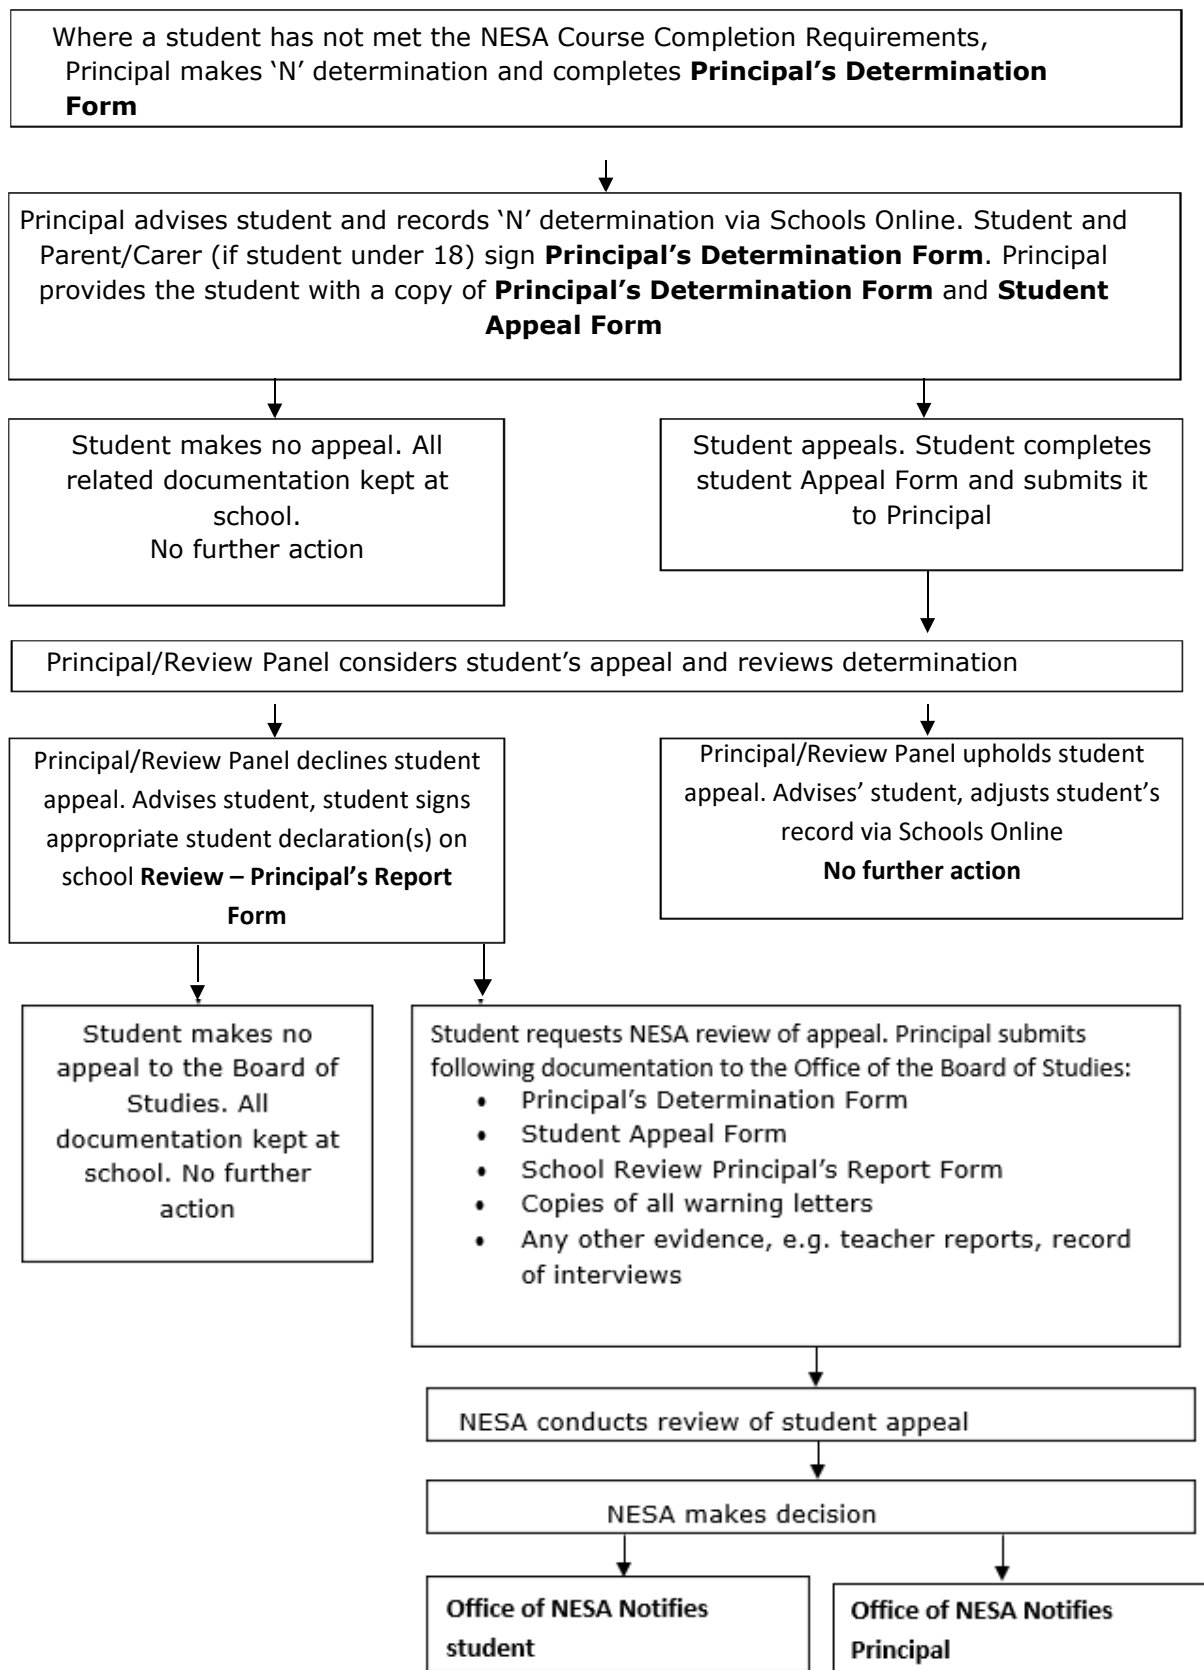 Where a student has not met the NESA Course Completion Requirements,
Principal makes ‘N’ determination and completes Principal’s Determination
Form
Principal advises student and records ‘N’ determination via Schools Online. Student and
Parent/Carer (if student under 18) sign Principal’s Determination Form. Principal
provides the student with a copy of Principal’s Determination Form and Student
Appeal Form
Student makes no appeal. All
related documentation kept at
school.
No further action
Student appeals. Student completes
student Appeal Form and submits it
to Principal
Principal/Review Panel considers student’s appeal and reviews determination
Principal/Review Panel declines student
appeal. Advises student, student signs
appropriate student declaration(s) on
school Review – Principal’s Report
Form
Principal/Review Panel upholds student
appeal. Advises’ student, adjusts student’s
record via Schools Online
No further action
Student makes no
appeal to the Board of
Studies. All
documentation kept at
school. No further
action
Student requests NESA review of appeal. Principal submits
following documentation to the Office of the Board of Studies:
• Principal’s Determination Form
• Student Appeal Form
• School Review Principal’s Report Form
• Copies of all warning letters
• Any other evidence, e.g. teacher reports, record
of interviews
NESA conducts review of student appeal
NESA makes decision
Office of NESA Notifies
student
Office of NESA Notifies
Principal